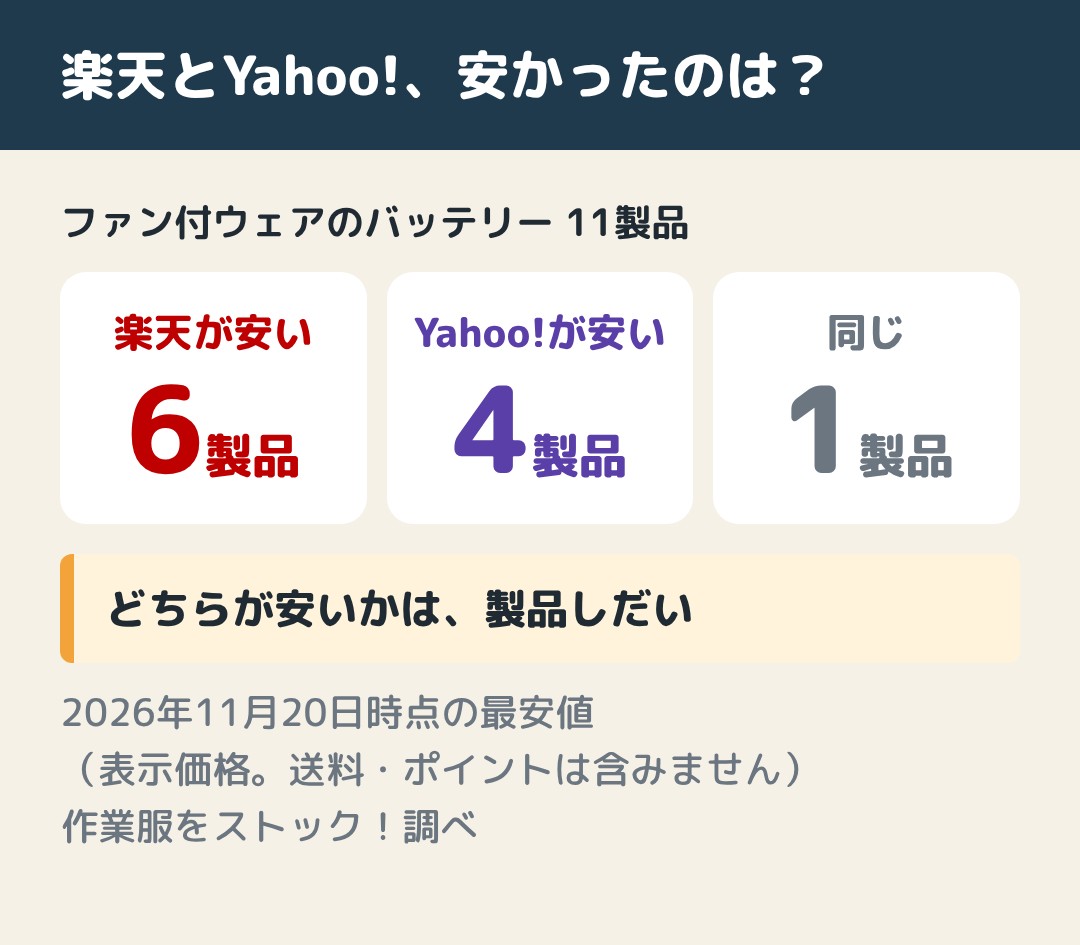 楽天とYahoo!、安かったのは？
ファン付ウェアのバッテリー 11製品
楽天が安い
6製品
Yahoo!が安い
4製品
同じ
1製品
どちらが安いかは、製品しだい
2026年11月20日時点の最安値
（表示価格。送料・ポイントは含みません）
作業服をストック！調べ